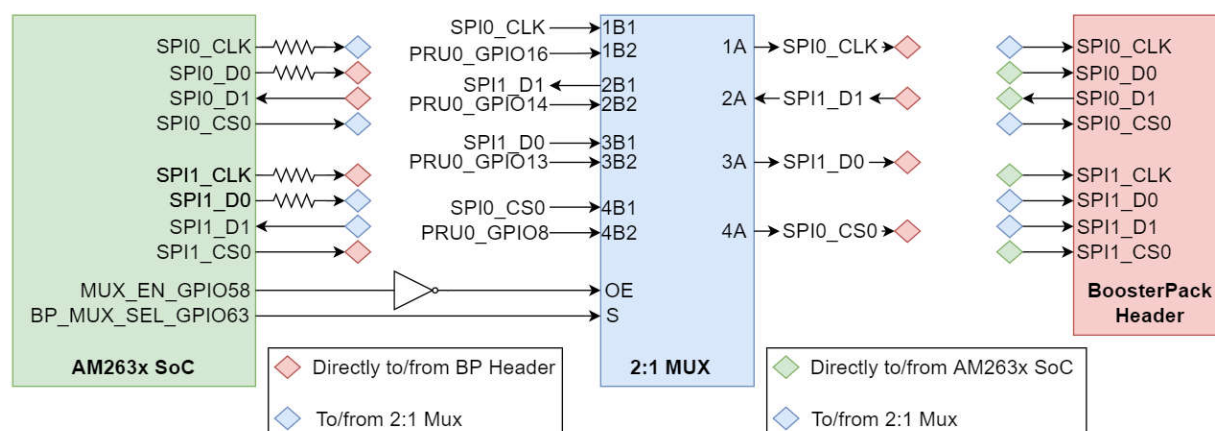 SPI0_CLK
SPI0_D0
SPI0_D1
SPI0_CS0
SPI1_CLK
SPI1_D0
SPI1_D1
SPI1_CS0
MUX_EN_GPIO58
BP_MUX_SEL_GPIO63
AM263x SoC
SPI0_CLK
PRU0_GPIO16
SPI1_D1
PRU0_GPIO14
SPI1_D0
PRU0_GPIO13
SPI0_CS0
PRU0_GPIO8
1B1
1B2
2B1
2B2
3B1
3B2
4B1
4B2
OE
S
1A
2A
3A
4A
2:1 MUX
SPI0_CLK
SPI1_D1
SPI1_D0
SPI0_CS0
SPI0_CLK
SPI0_D0
SPI0_D1
SPI0_CS0
SPI1_CLK
SPI1_D0
SPI1_D1
SPI1_CS0
BoosterPack
Header
Directly to/from BP Header
To/from 2:1 Mux
Directly to/from AM263x SoC
To/from 2:1 Mux